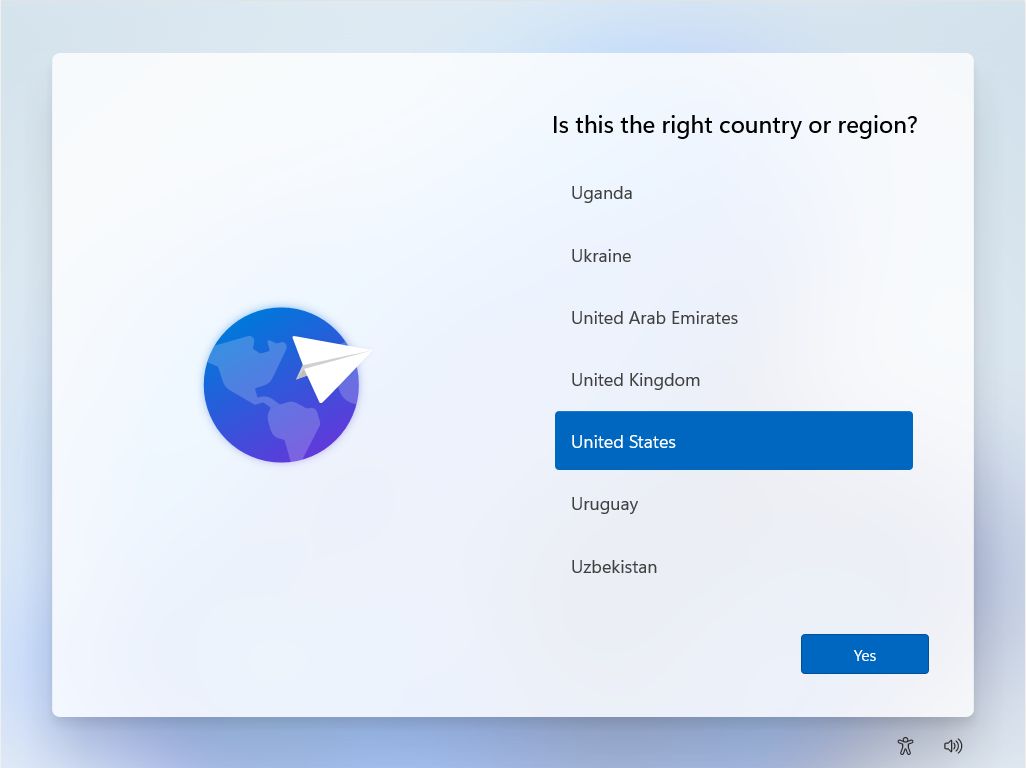 Is this the right country or region?
Uganda
Ukraine
United Arab Emirates
United Kingdom
United States
Uruguay
Uzbekistan
Yes